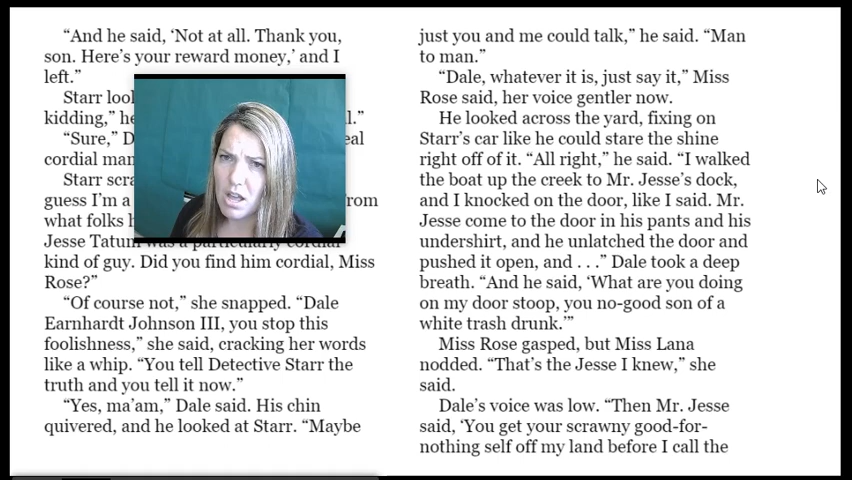 “And he said, ‘Not at all. Thank you,
son. Here’s your reward money,’ and I
left.”
Starr
kidding,”
“Sure,”
cordial
Starr
guess I’m a
what folks
Jesse Tatum was a particularly cordial
kind of guy. Did you find him cordial, Miss
Rose?”
“Of course not,” she snapped. “Dale
Earnhardt Johnson III, you stop this
foolishness,” she said, cracking her words
like a whip. “You tell Detective Starr the
truth and you tell it now.”
“Yes, ma’am,” Dale said. His chin
quivered, and he looked at Starr. “Maybe
just you and me could talk,” he said. “Man
to man.”
“Dale, whatever it is, just say it,” Miss
Rose said, her voice gentler now.
He looked across the yard, fixing on
Starr’s car like he could stare the shine
right off of it. “All right,” he said. “I walked
the boat up the creek to Mr. Jesse’s dock,
and I knocked on the door, like I said. Mr.
Jesse come to the door in his pants and his
undershirt, and he unlatched the door and
pushed it open, and . . .” Dale took a deep
breath. “And he said, ‘What are you doing
on my door stoop, you no-good son of a
white trash drunk.’”
Miss Rose gasped, but Miss Lana
nodded. “That’s the Jesse I knew,” she
said.
Dale’s voice was low. “Then Mr. Jesse
said, ‘You get your scrawny good-for-
nothing self off my land before I call the